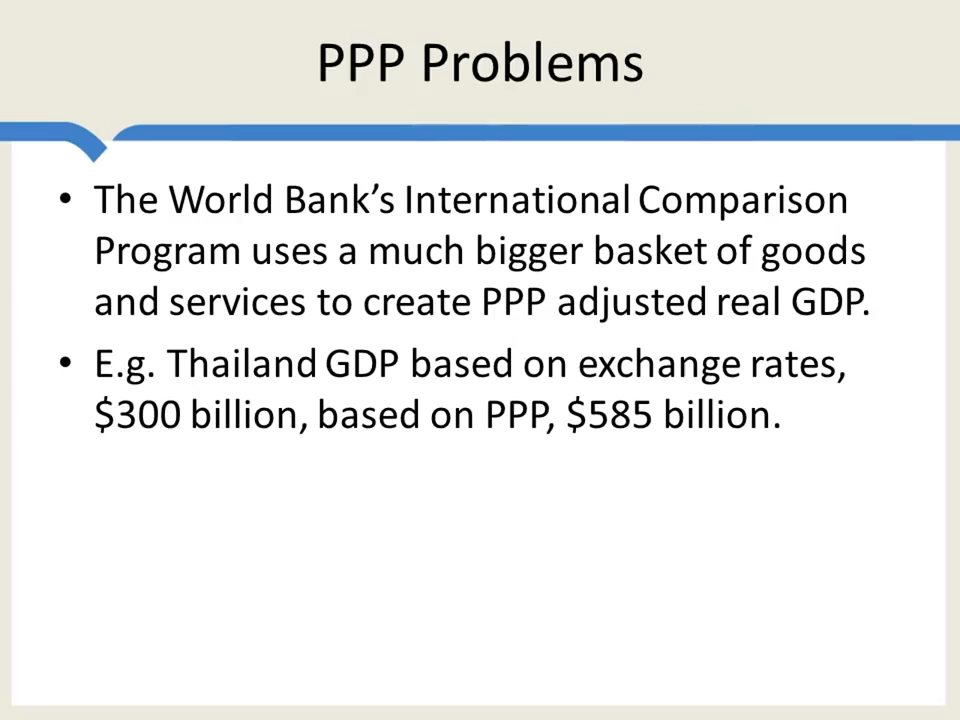 PPP Problems
• The World Bank’s International Comparison
Program uses a much bigger basket of goods
and services to create PPP adjusted real GDP.
• E.g. Thailand GDP based on exchange rates,
$300 billion, based on PPP, $585 billion.